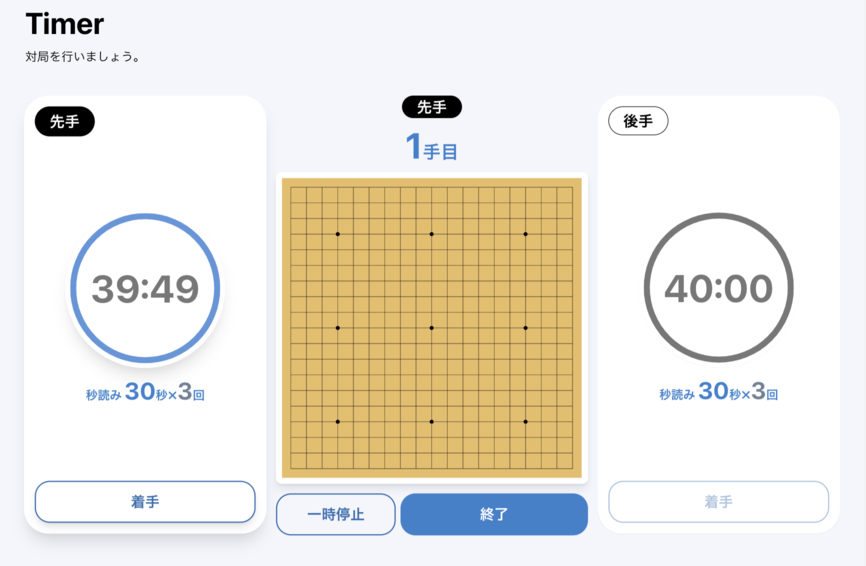 Timer
対局を行いましょう。
先手
39:49
秒読み 30秒×3回
着手
先手
1手目
一時停止
終了
後手
40:00
秒読み 30秒×3回
着手